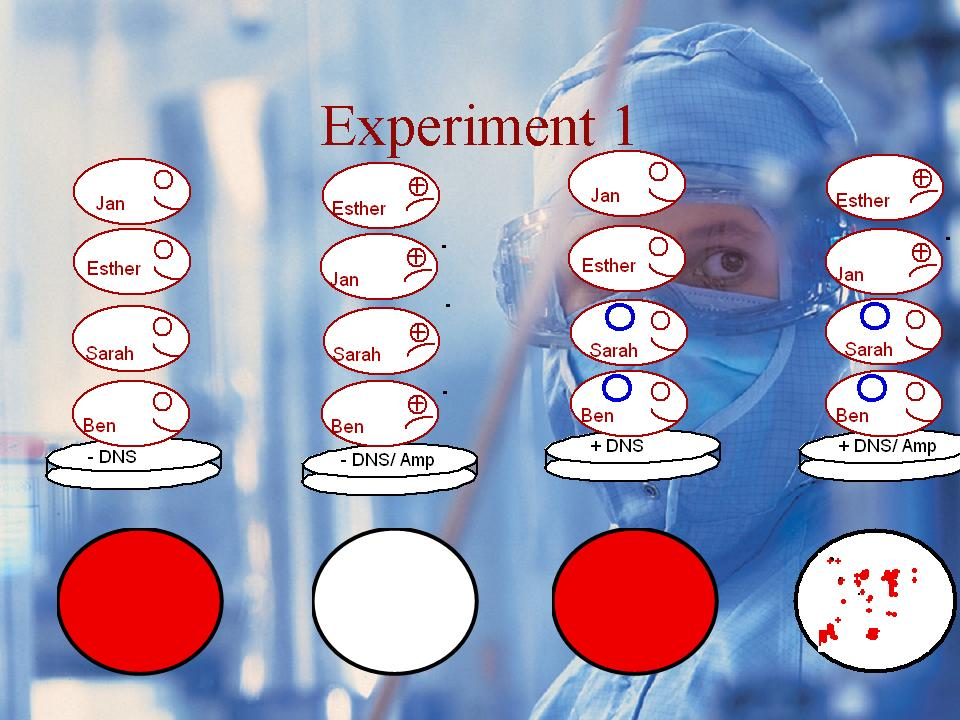 Experiment 1
Jan
Esther
Sarah
Ben
- DNS
Esther
Jan
Sarah
Ben
- DNS/ Amp
Jan
Esther
Sarah
Ben
+ DNS
Esther
Jan
Sarah
Ben
+ DNS/ Amp